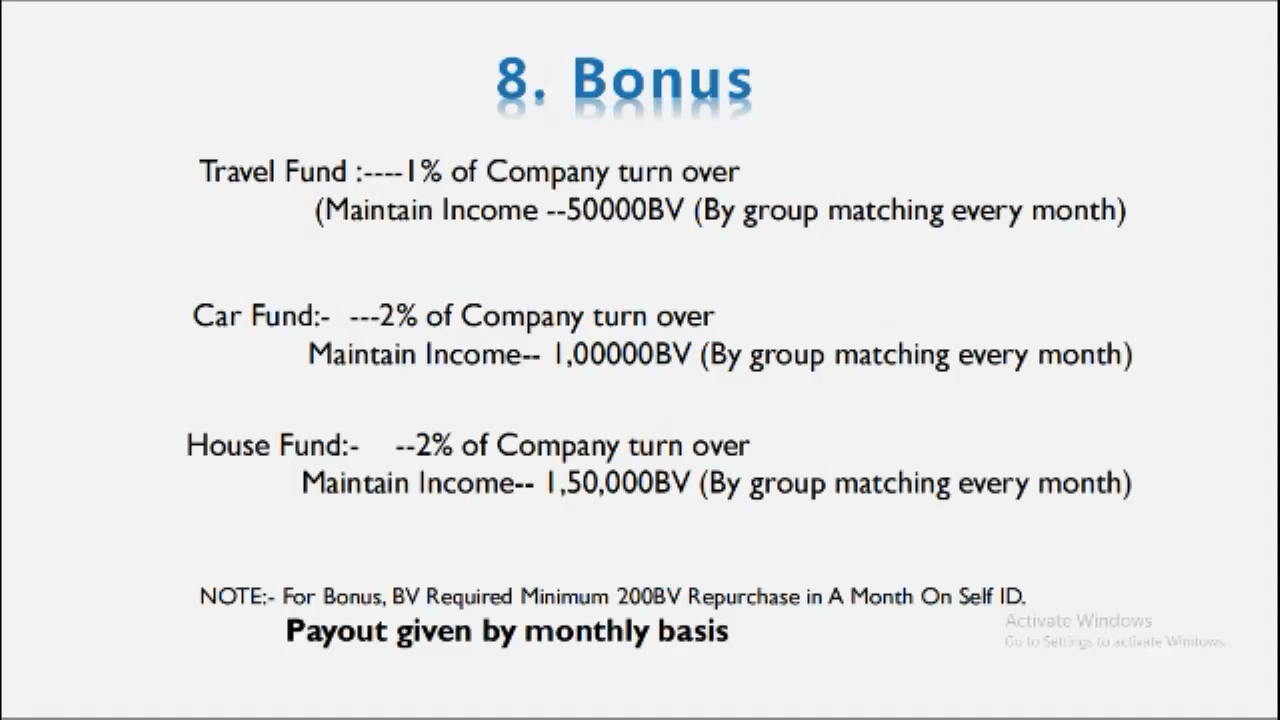 8. Bonus
Travel Fund :----1% of Company turn over
(Maintain Income --50000BV (By group matching every month)
Car Fund:- ---2% of Company turn over
Maintain Income-- 1,00000BV (By group matching every month)
House Fund:- --2% of Company turn over
Maintain Income-- 1,50,000BV (By group matching every month)
NOTE:- For Bonus, BV Required Minimum 200BV Repurchase in A Month On Self ID.
Payout given by monthly basis
Activate Windows
Go to Settings to activate Windows.